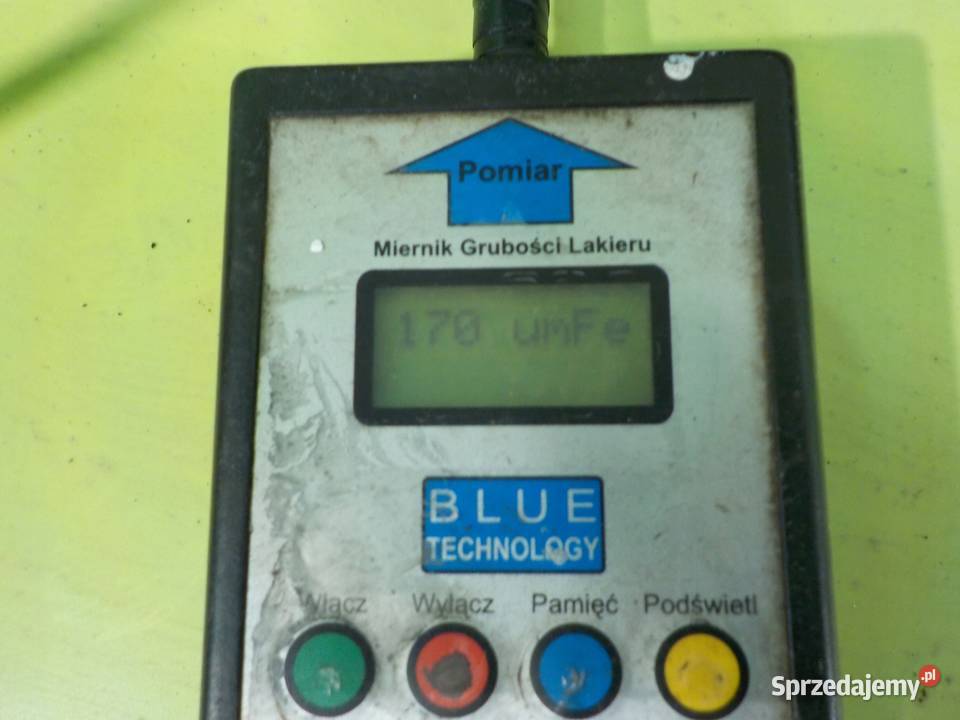 Pomiar
Miernik Grubości Lakieru
170 umFe
BLUE
TECHNOLOGY
Włącz Wyłącz Pamięć Podświetl
Sprzedajemy.pl